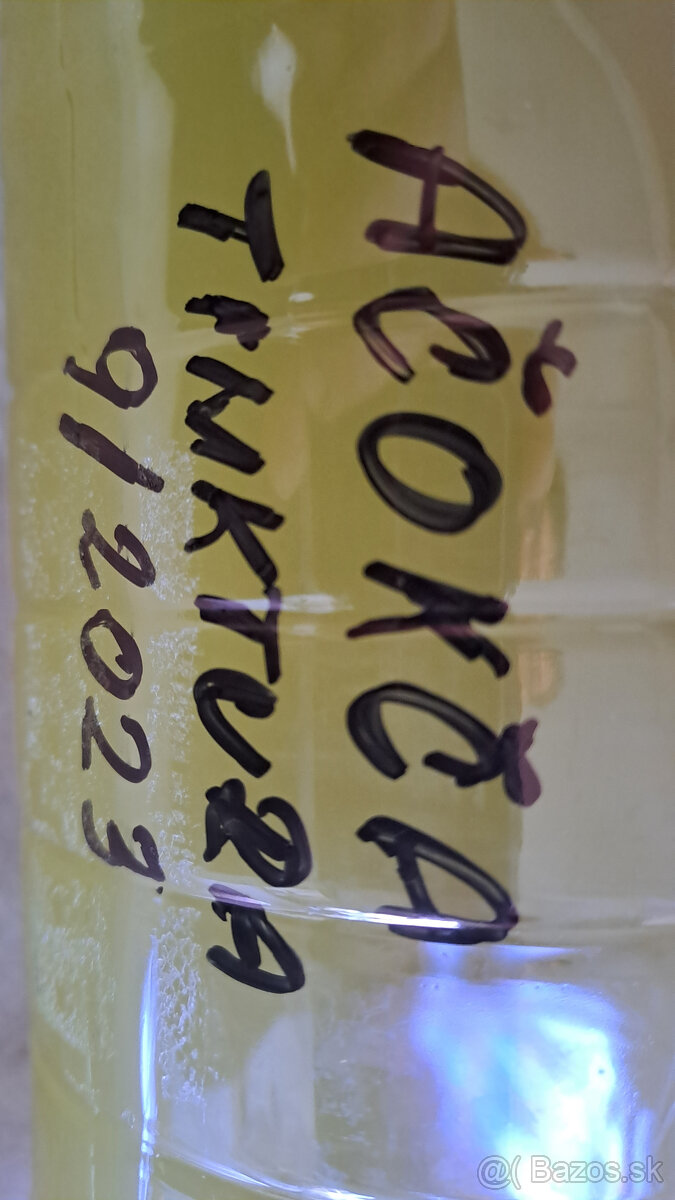 AČOKČA
TINKTURA
9/2023
@( Bazos.sk